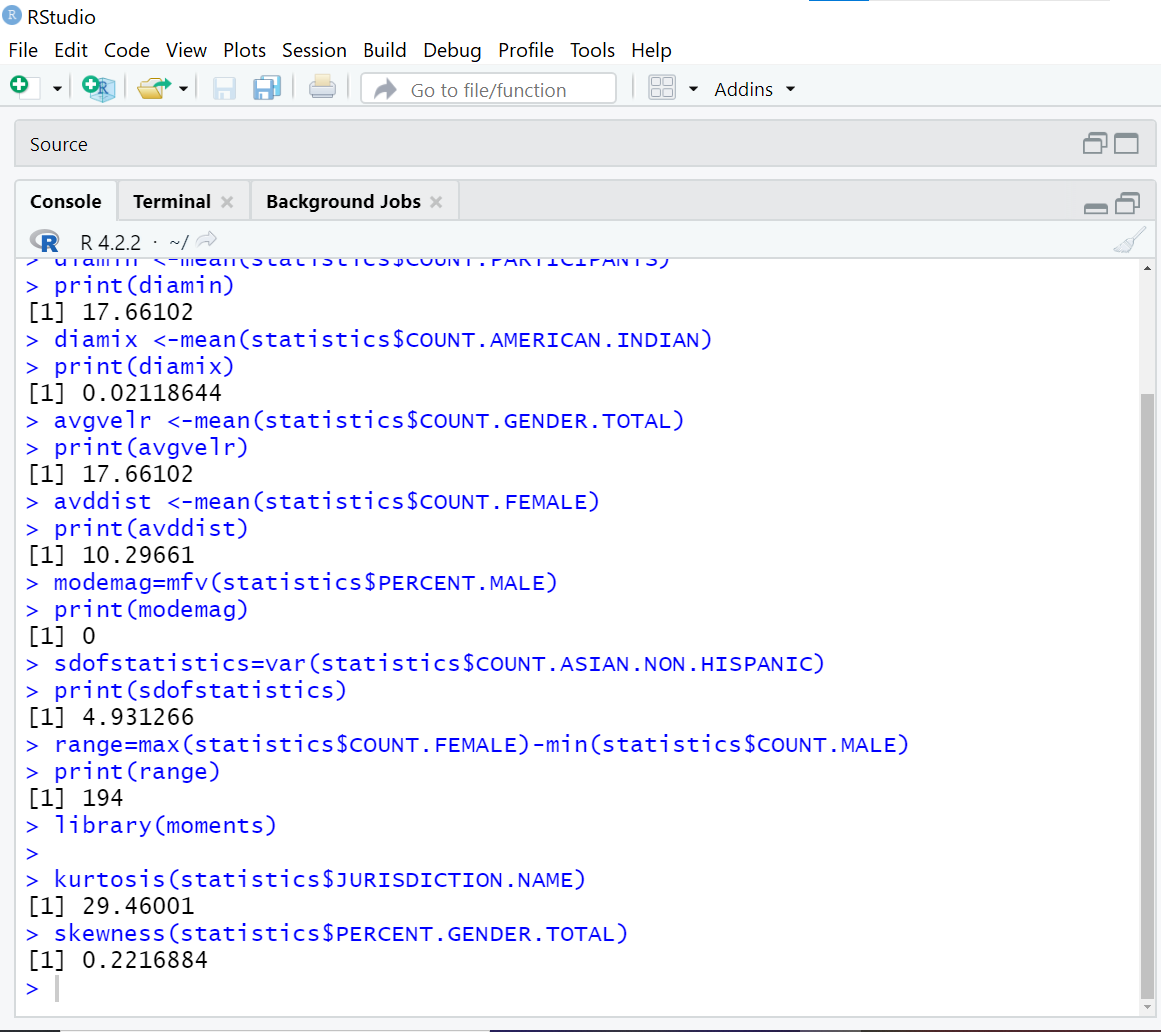 RStudio
File Edit Code View Plots Session Build Debug Profile Tools Help
Go to file/function Addins
Source
Console Terminal Background Jobs
R 4.2.2 · ~/
> diamin <-mean(statistics$COUNT.PARTICIPANTS)
> print(diamin)
[1] 17.66102
> diamix <-mean(statistics$COUNT.AMERICAN.INDIAN)
> print(diamix)
[1] 0.02118644
> avgvelr <-mean(statistics$COUNT.GENDER.TOTAL)
> print(avgvelr)
[1] 17.66102
> avddist <-mean(statistics$COUNT.FEMALE)
> print(avddist)
[1] 10.29661
> modemag=mfv(statistics$PERCENT.MALE)
> print(modemag)
[1] 0
> sdofstatistics=var(statistics$COUNT.ASIAN.NON.HISPANIC)
> print(sdofstatistics)
[1] 4.931266
> range=max(statistics$COUNT.FEMALE)-min(statistics$COUNT.MALE)
> print(range)
[1] 194
> library(moments)
>
> kurtosis(statistics$JURISDICTION.NAME)
[1] 29.46001
> skewness(statistics$PERCENT.GENDER.TOTAL)
[1] 0.2216884
>